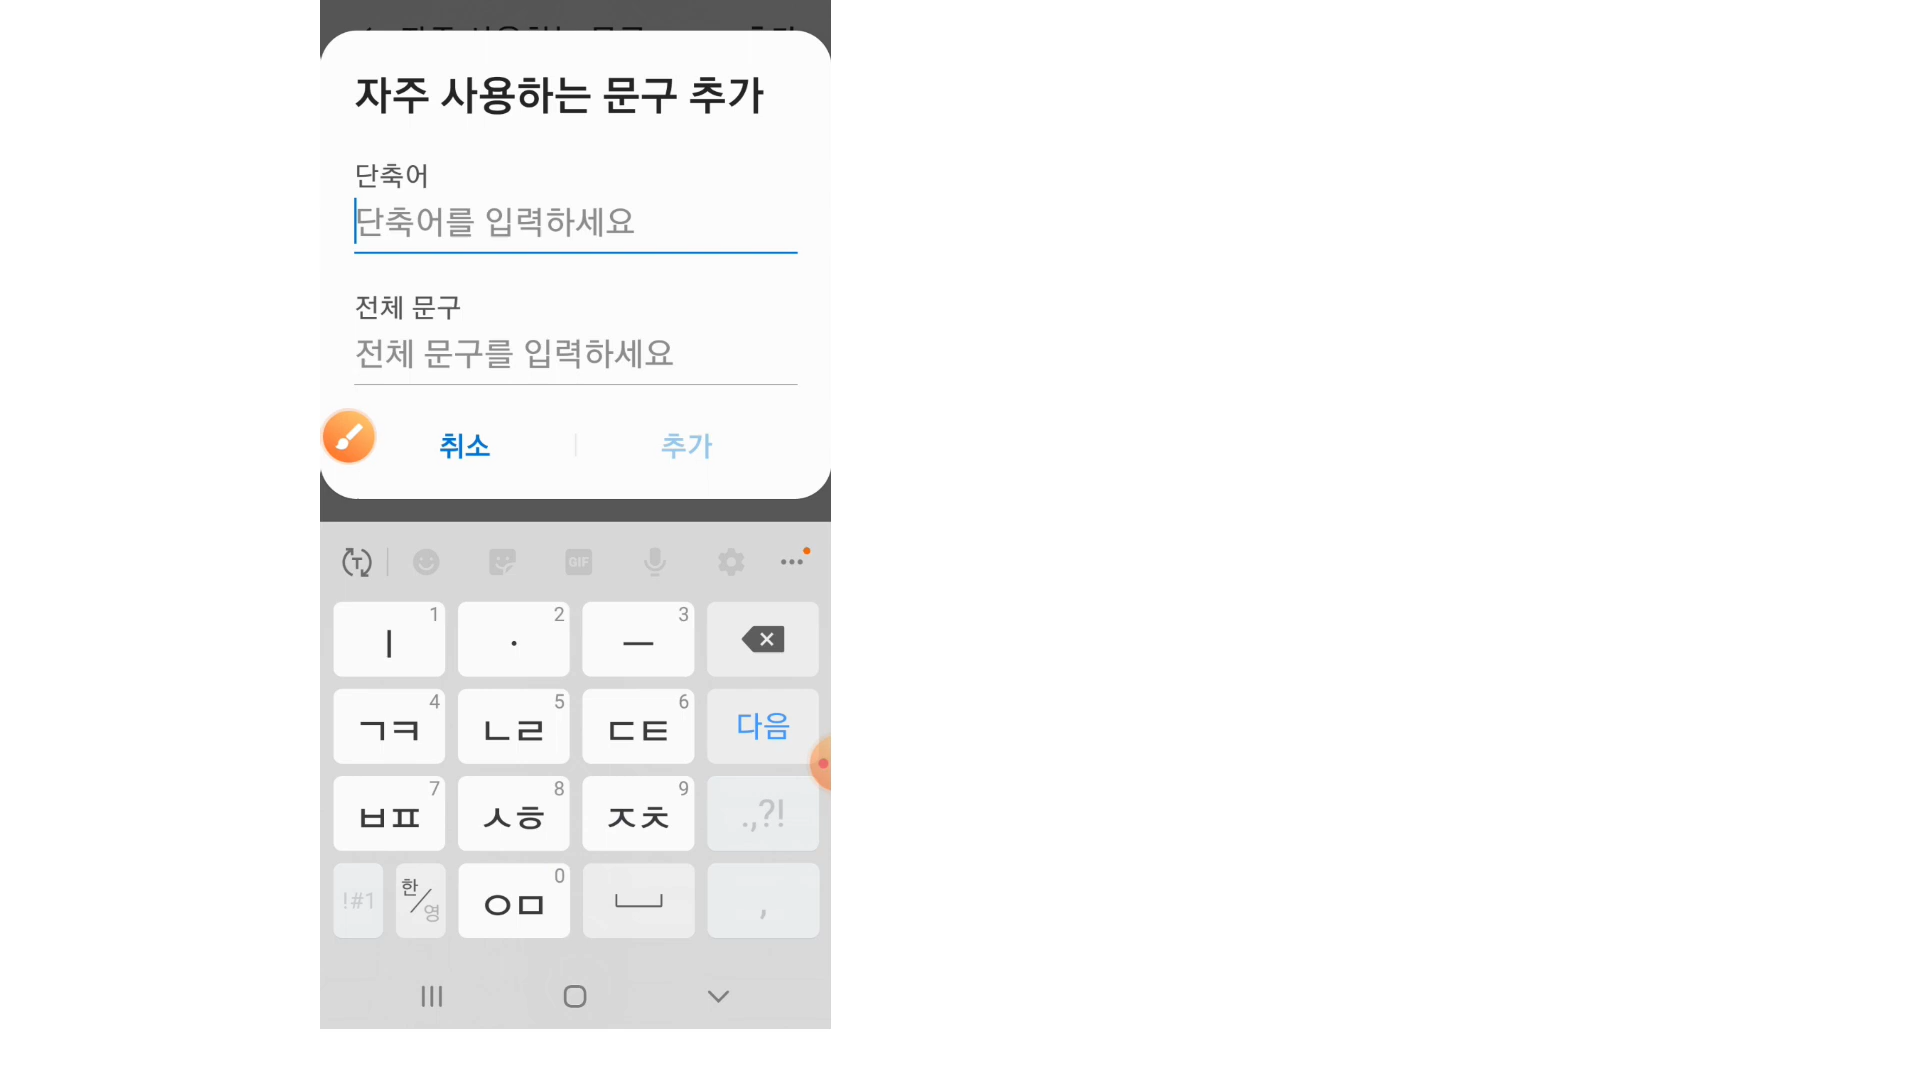 자주 사용하는 문구 추가
단축어
단축어를 입력하세요
전체 문구
전체 문구를 입력하세요
취소 추가
T GIF
1 2 3
ㅣ · ㅡ
4 5 6
ㄱㅋ ㄴㄹ ㄷㅌ 다음
7 8 9
ㅂㅍ ㅅㅎ ㅈㅊ .,?!
!#1 한/영 ㅇㅁ 0 ,